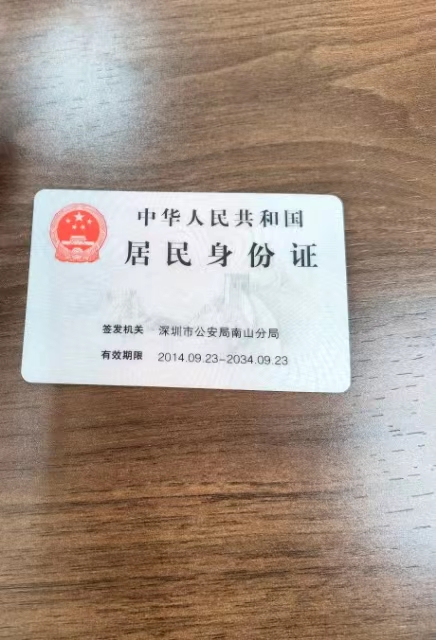 中华人民共和国
居民身份证
签发机关 深圳市公安局南山分局
有效期限 2014.09.23-2034.09.23